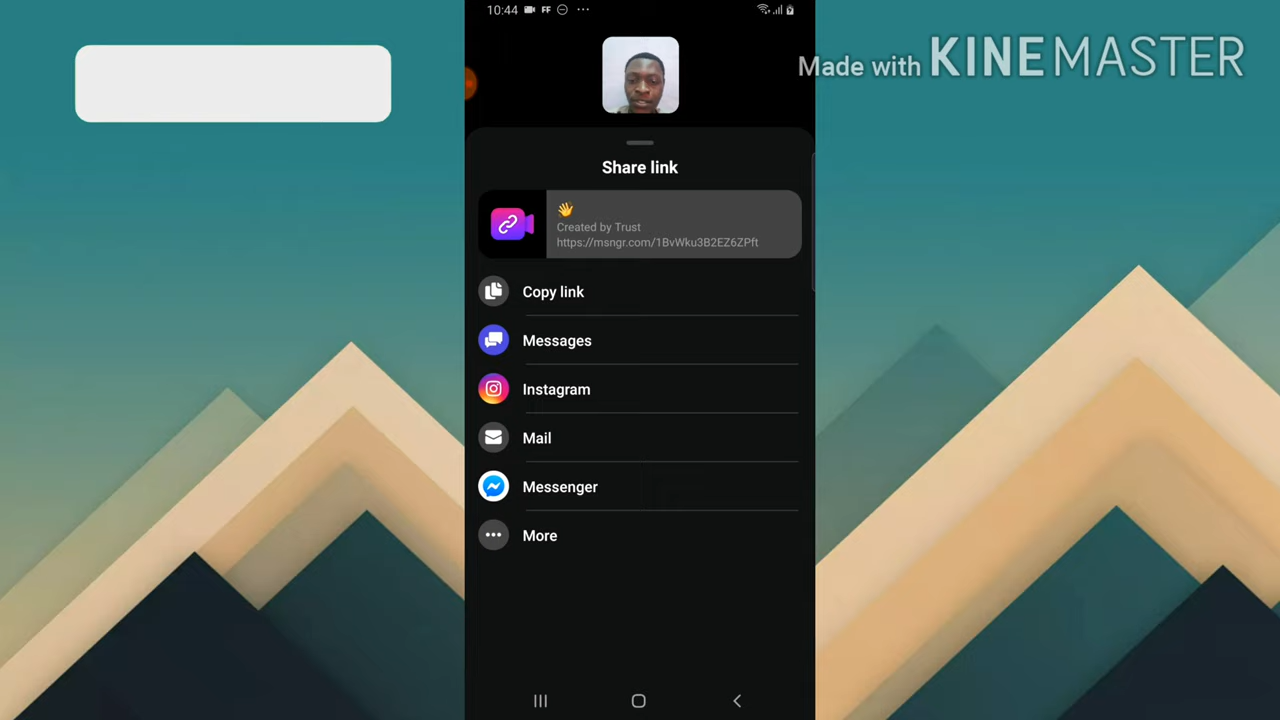 10:44 FF
Made with KINEMASTER
Share link
👋
Created by Trust
https://msngr.com/1BvWku3B2EZ6ZPft
Copy link
Messages
Instagram
Mail
Messenger
More